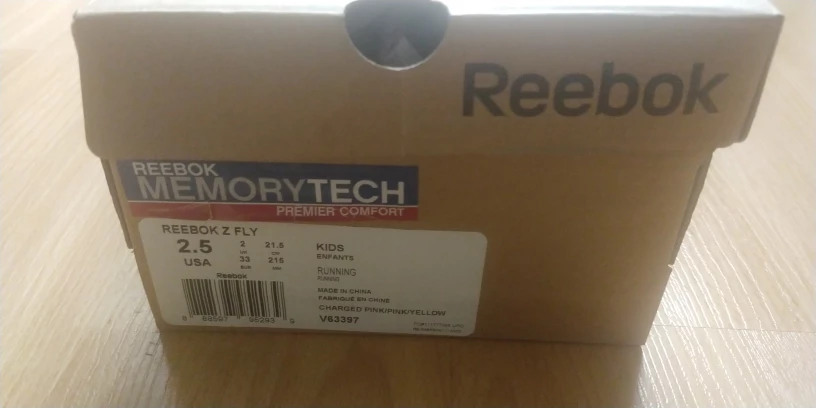 Reebok
REEBOK
MEMORYTECH
PREMIER COMFORT
REEBOK Z FLY
2.5 2 21.5
USA 33 215
Reebok
KIDS
ENFANTS
RUNNING
MADE IN CHINA
FABRIQUÉ EN CHINE
CHARGED PINK/PINK/YELLOW
V63397